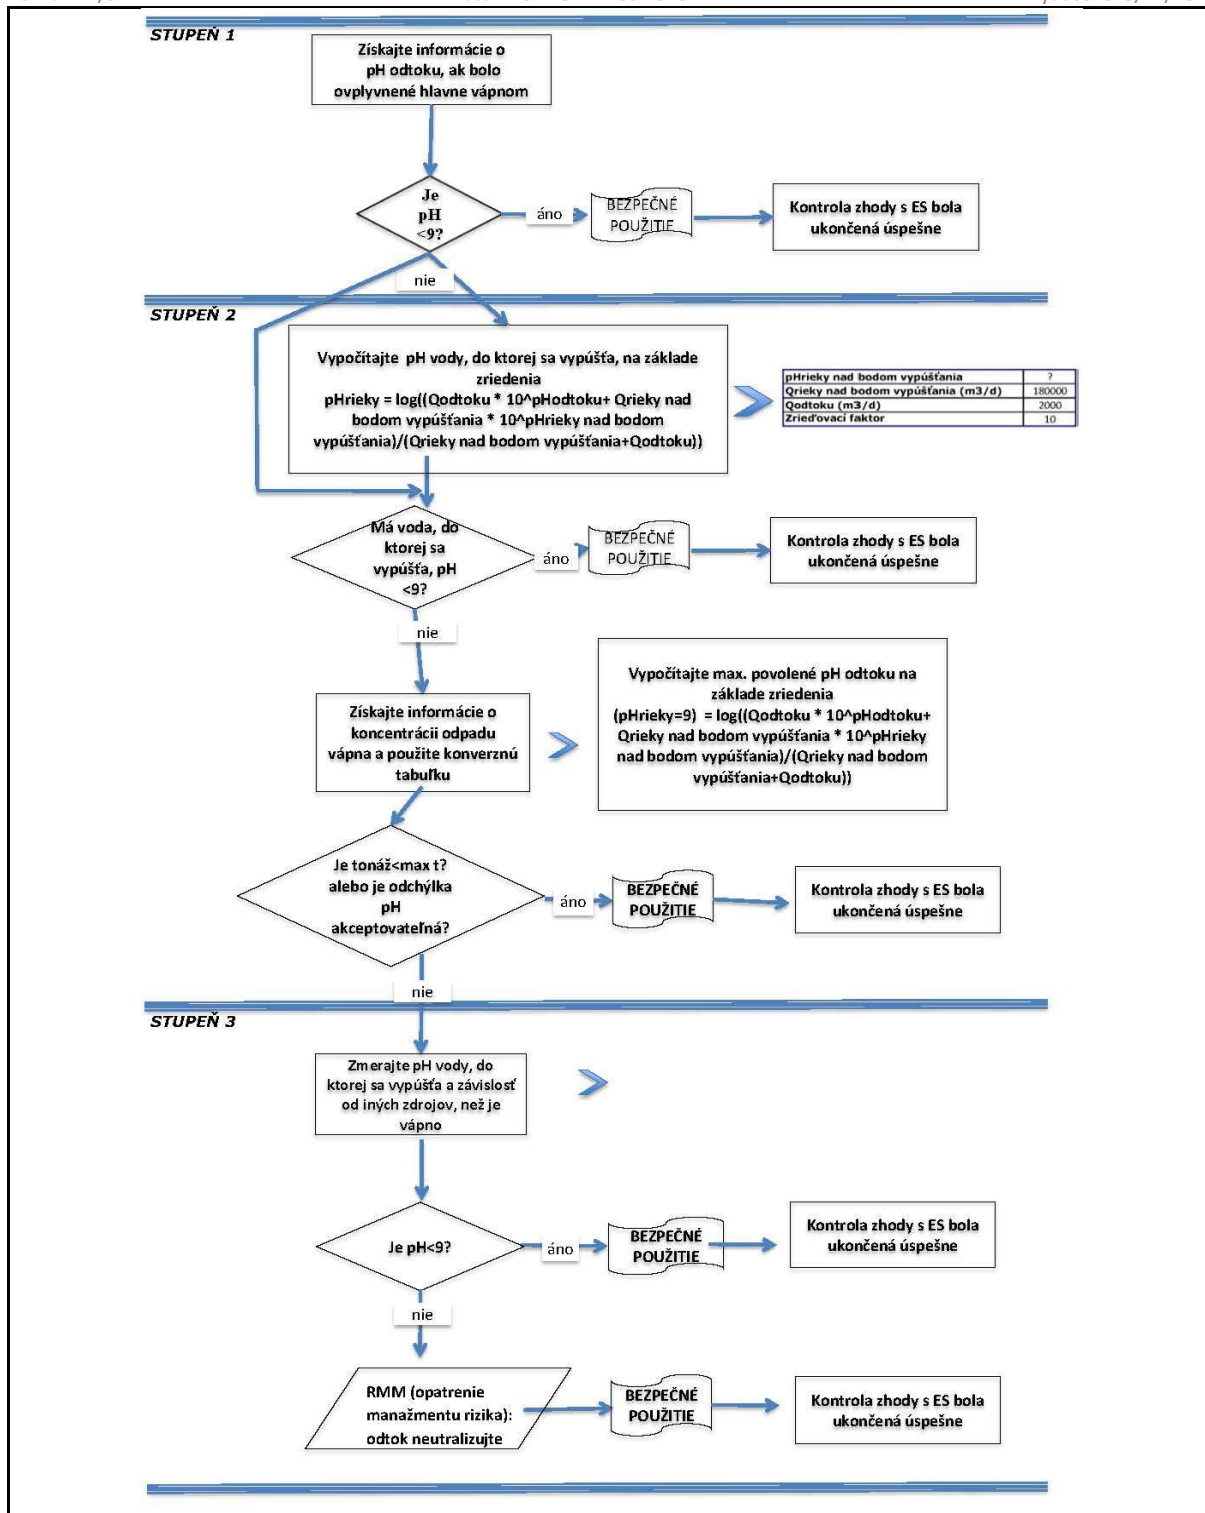 STUPEŇ 1
Získajte informácie o
pH odtoku, ak bolo
ovplyvnené hlavne vápnom
Je
pH
<9?
áno
BEZPEČNÉ
POUŽITIE
Kontrola zhody s ES bola
ukončená úspešne
nie
STUPEŇ 2
Vypočítajte pH vody, do ktorej sa vypúšťa, na základe
zriedenia
pHrieky = log((Qodtoku * 10^pHodtoku+ Qrieky nad
bodom vypúšťania * 10^pHrieky nad bodom
vypúšťania)/(Qrieky nad bodom vypúšťania+Qodtoku))
pHrieky nad bodom vypúšťania ?
Qrieky nad bodom vypúšťania (m3/d) 180000
Qodtoku (m3/d) 2000
Zrieďovací faktor 10
Má voda, do
ktorej sa
vypúšťa, pH
<9?
áno
BEZPEČNÉ
POUŽITIE
Kontrola zhody s ES bola
ukončená úspešne
nie
Získajte informácie o
koncentrácii odpadu
vápna a použite konverznú
tabuľku
Vypočítajte max. povolené pH odtoku na
základe zriedenia
(pHrieky=9) = log((Qodtoku * 10^pHodtoku+
Qrieky nad bodom vypúšťania * 10^pHrieky
nad bodom vypúšťania)/(Qrieky nad bodom
vypúšťania+Qodtoku))
Je tonáž<max t?
alebo je odchýlka
pH
akceptovateľná?
áno
BEZPEČNÉ
POUŽITIE
Kontrola zhody s ES bola
ukončená úspešne
nie
STUPEŇ 3
Zmerajte pH vody, do
ktorej sa vypúšťa a závislosť
od iných zdrojov, než je
vápno
Je pH<9?
áno
BEZPEČNÉ
POUŽITIE
Kontrola zhody s ES bola
ukončená úspešne
nie
RMM (opatrenie
manažmentu rizika):
odtok neutralizujte
BEZPEČNÉ
POUŽITIE
Kontrola zhody s ES bola
ukončená úspešne